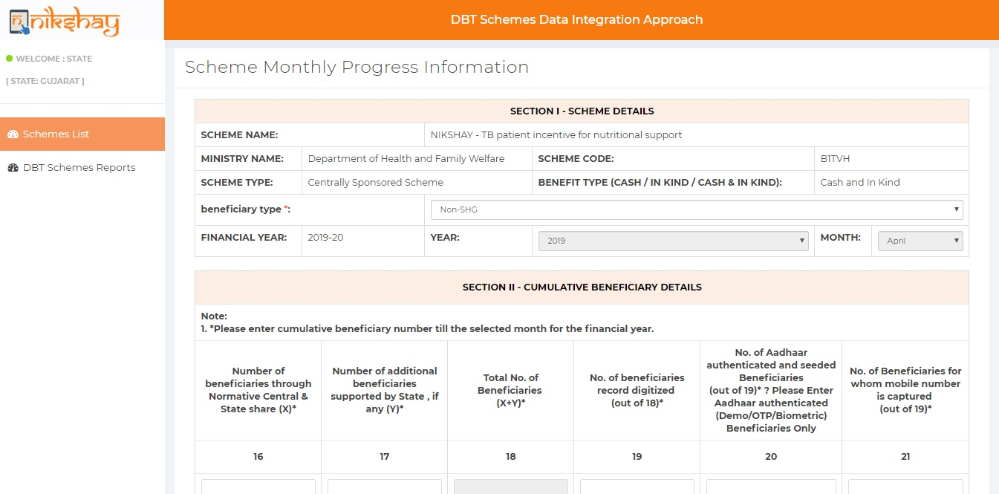 nikshay
DBT Schemes Data Integration Approach
WELCOME : STATE
[ STATE: GUJARAT ]
Schemes List
DBT Schemes Reports
Scheme Monthly Progress Information
SECTION I - SCHEME DETAILS
SCHEME NAME: NIKSHAY - TB patient incentive for nutritional support
MINISTRY NAME: Department of Health and Family Welfare SCHEME CODE: B1TVH
SCHEME TYPE: Centrally Sponsored Scheme BENEFIT TYPE (CASH / IN KIND / CASH & IN KIND): Cash and In Kind
beneficiary type *: Non-SHG
FINANCIAL YEAR: 2019-20 YEAR: 2019 MONTH: April
SECTION II - CUMULATIVE BENEFICIARY DETAILS
Note:
1. *Please enter cumulative beneficiary number till the selected month for the financial year.
Number of
beneficiaries through
Normative Central &
State share (X)*
Number of additional
beneficiaries
supported by State , if
any (Y)*
Total No. of
Beneficiaries
(X+Y)*
No. of beneficiaries
record digitized
(out of 18)*
No. of Aadhaar
authenticated and seeded
Beneficiaries
(out of 19)* ? Please Enter
Aadhaar authenticated
(Demo/OTP/Biometric)
Beneficiaries Only
No. of Beneficiaries for
whom mobile number
is captured
(out of 19)*
16 17 18 19 20 21